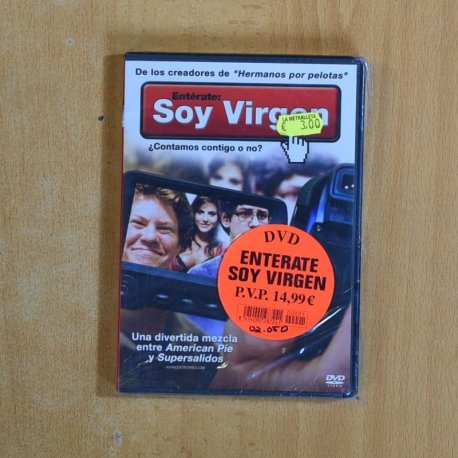 De los creadores de "Hermanos por pelotas"
Entérate:
Soy Virgen
LA METRALLETA
€ 3,00
¿Contamos contigo o no?
DVD
ENTERATE
SOY VIRGEN
P.V.P. 14,99 €
02.050
Una divertida mezcla
entre American Pie
y Supersalidos
DVD
VIDEO